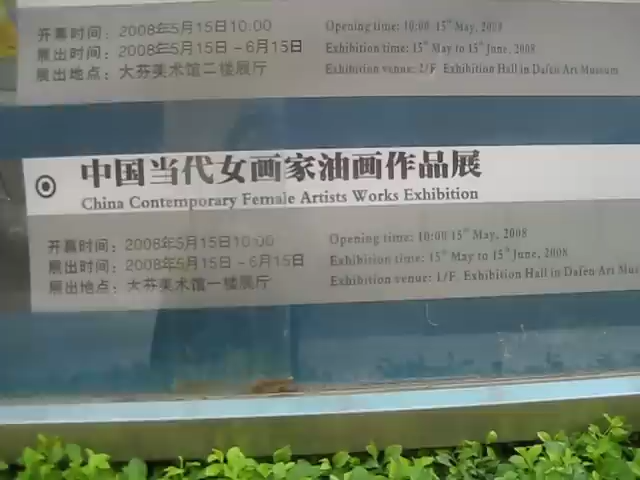 开幕时间：2008年5月15日10:00
Opening time: 10:00 15th May, 2008
展出时间：2008年5月15日－6月15日
Exhibition time: 15th May to 15th June, 2008
展出地点：大芬美术馆二楼展厅
Exhibition venue: 2/F Exhibition Hall in Dafen Art Museum
中国当代女画家油画作品展
China Contemporary Female Artists Works Exhibition
开幕时间：2008年5月15日10:00
Opening time: 10:00 15th May, 2008
展出时间：2008年5月15日－6月15日
Exhibition time: 15th May to 15th June, 2008
展出地点：大芬美术馆一楼展厅
Exhibition venue: 1/F Exhibition Hall in Dafen Art Mus